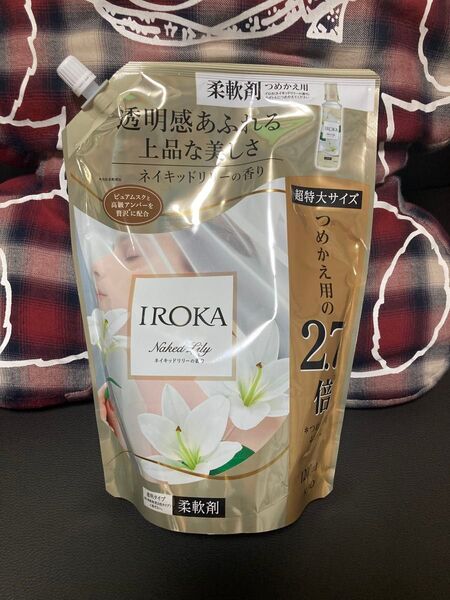 柔軟剤
つめかえ用
透明感あふれる
上品な美しさ
ネイキッドリリーの香り
ピュアムスクと
高級アンバーを
贅沢に配合
超特大サイズ
つめかえ用の
2.7
倍
IROKA
Naked Lily
ネイキッドリリーの香り
柔軟剤